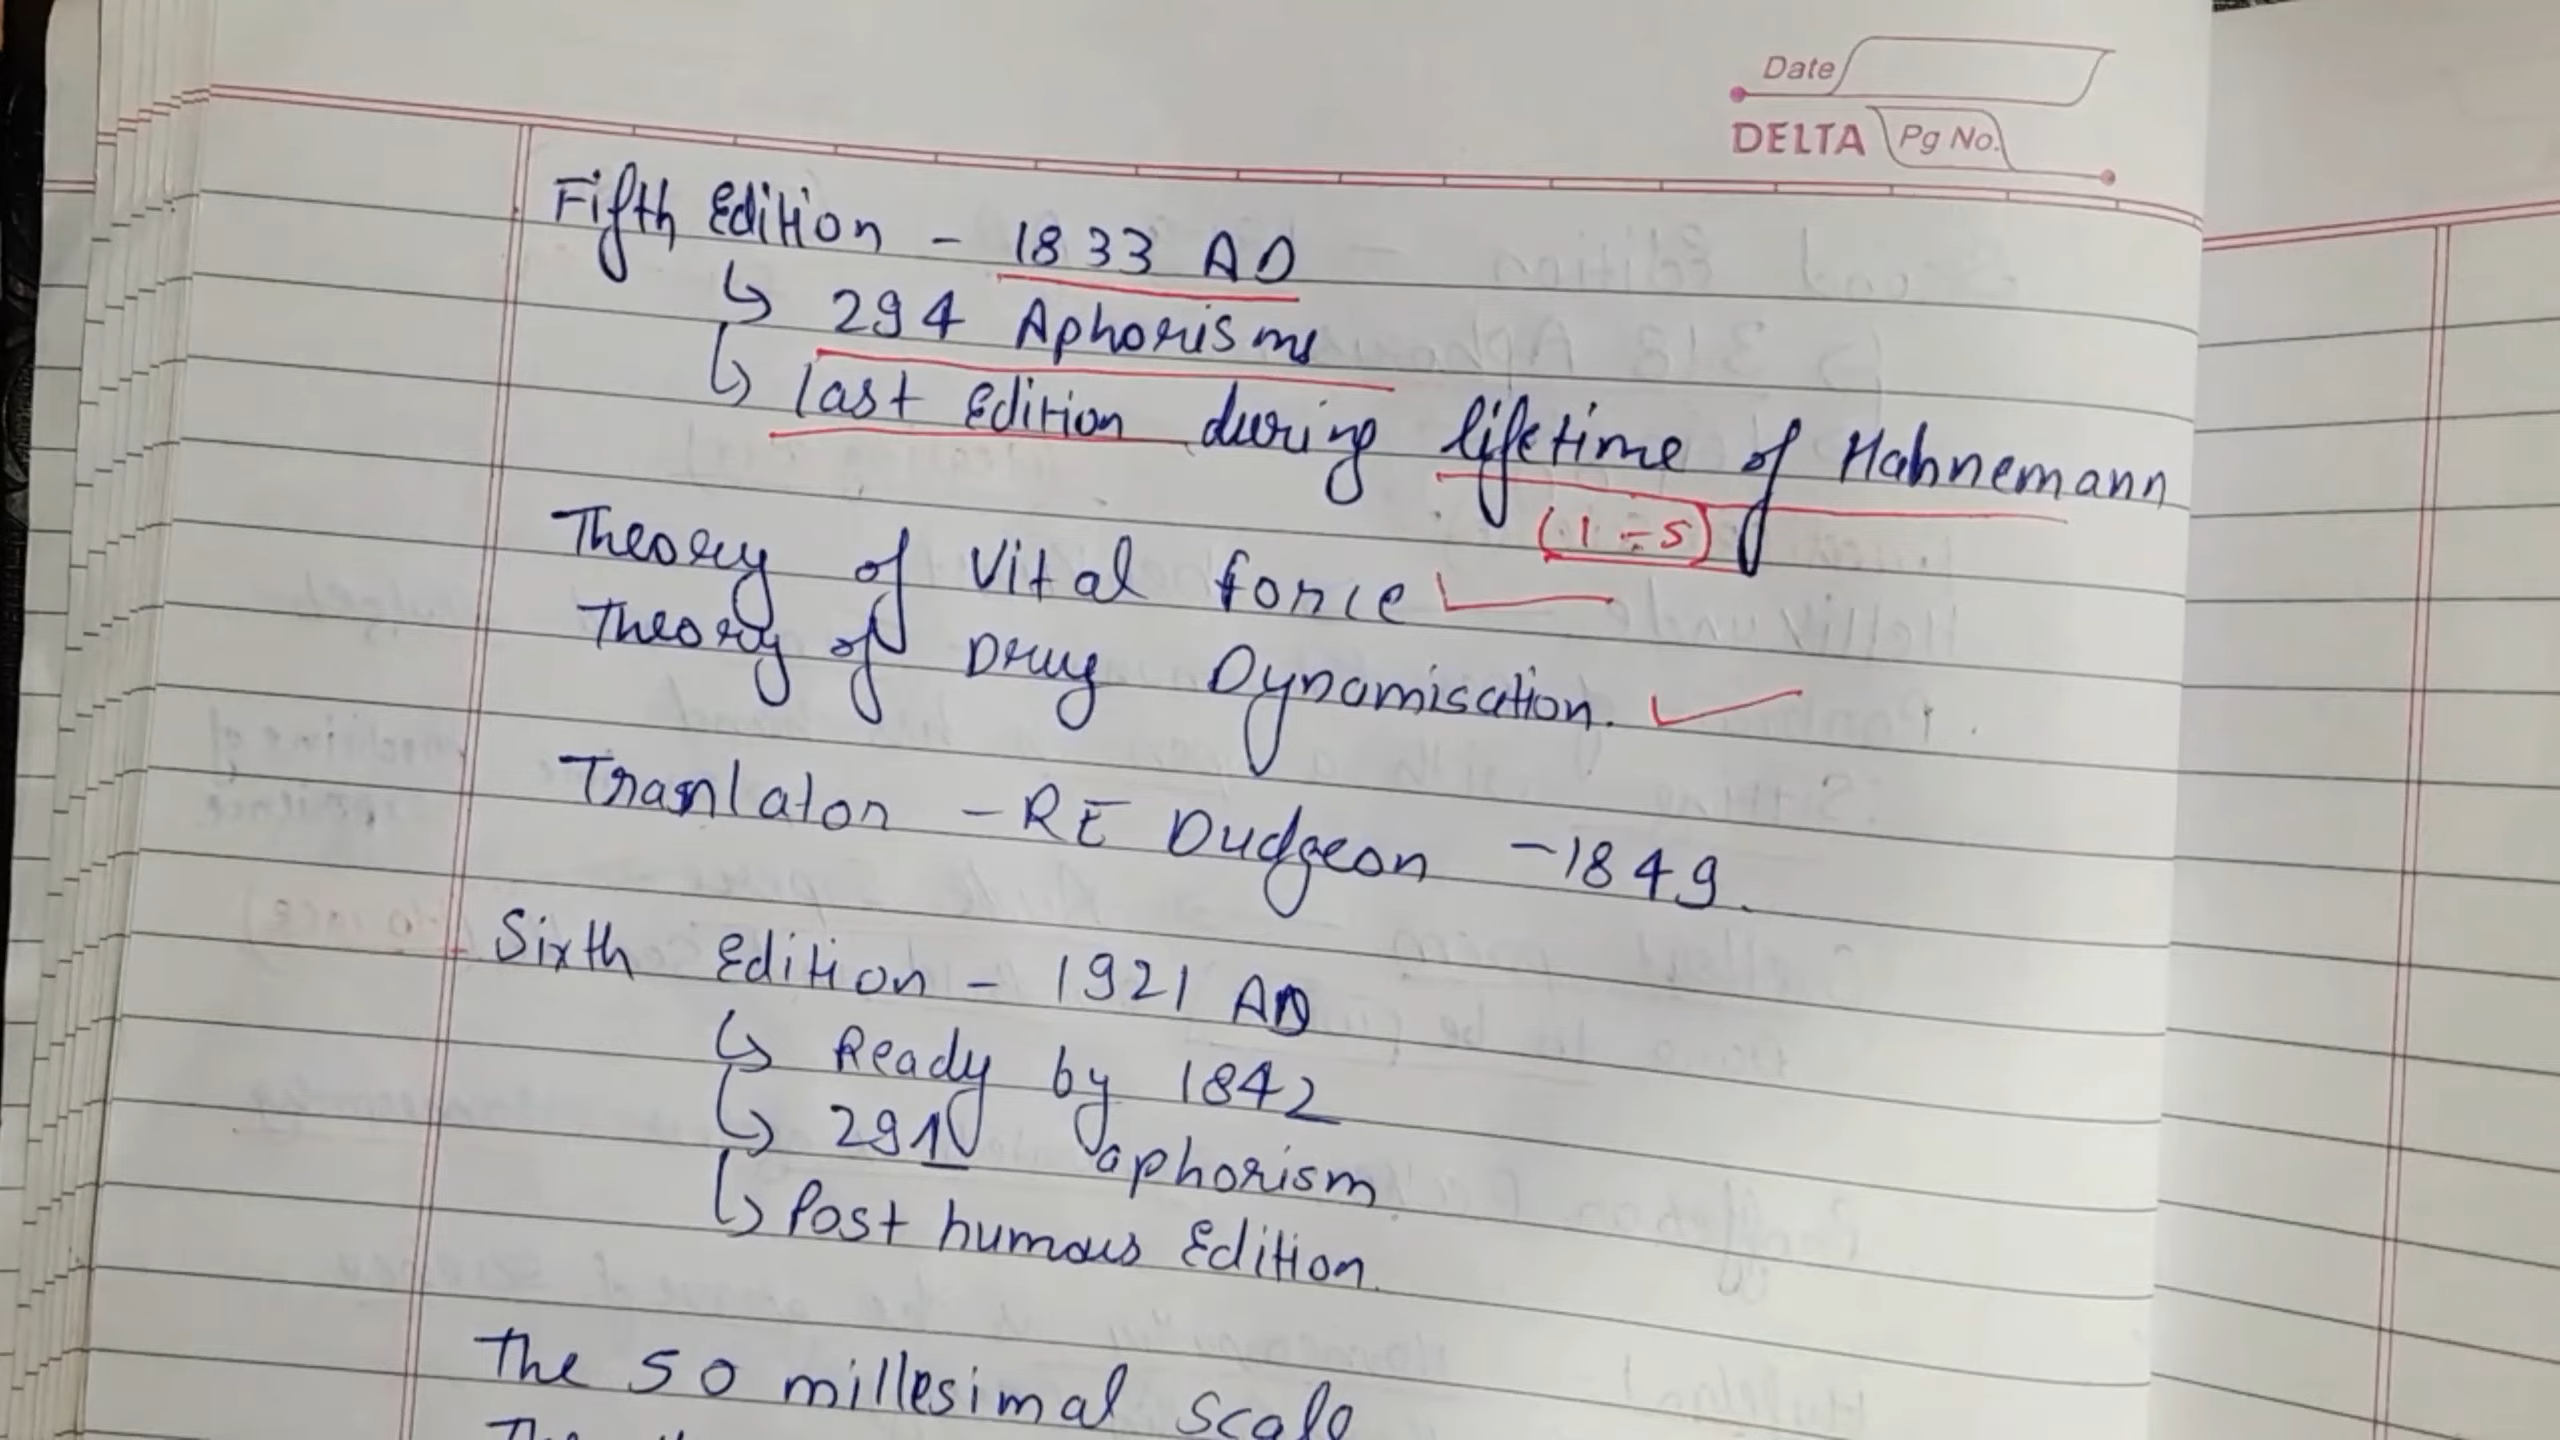 Date
DELTA Pg No.
Fifth Edition - 1833 AD
↳ 294 Aphorisms
↳ last Edition during lifetime of Hahnemann
(1-5)
Theory of Vital force
Theory of Drug Dynamisation.
Tranlator - RE Dudgeon - 1849.
Sixth Edition - 1921 AD
↳ Ready by 1842
↳ 291 aphorism
↳ Post humous Edition.
The 50 millesimal scale